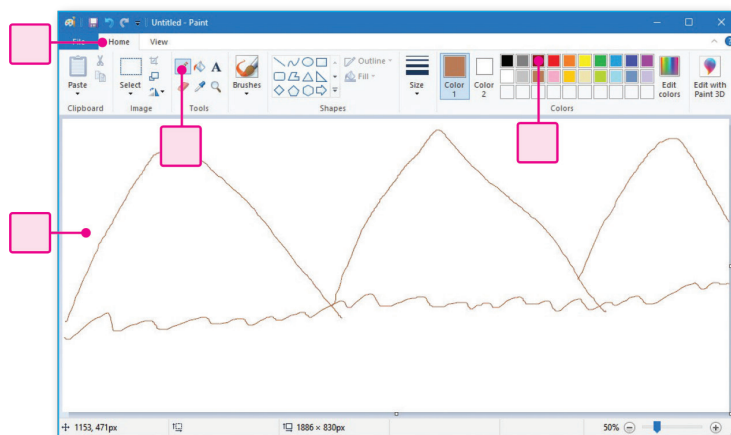 Untitled - Paint
File Home View
Paste
Select
A
Brushes
Outline
Fill
Size
Color 1
Color 2
Edit colors
Edit with Paint 3D
Clipboard
Image
Tools
Shapes
Colors
1153, 471px
1886 × 830px
50%